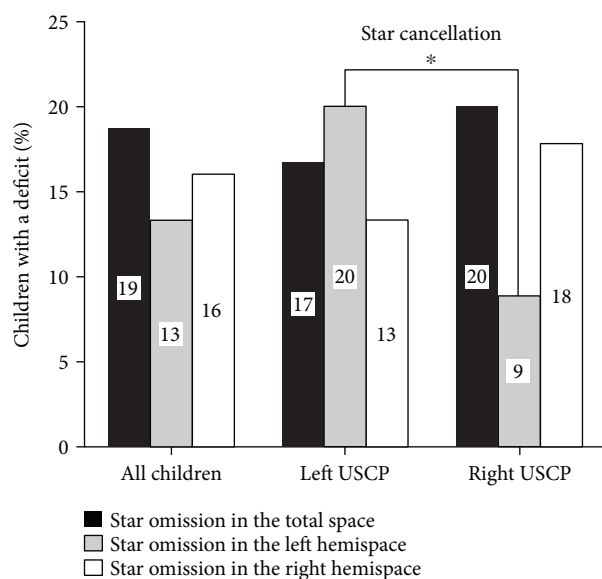 Star cancellation
*
Children with a deficit (%)
25
20
15
10
5
0
19
13
16
17
20
13
20
9
18
All children
Left USCP
Right USCP
Star omission in the total space
Star omission in the left hemispace
Star omission in the right hemispace